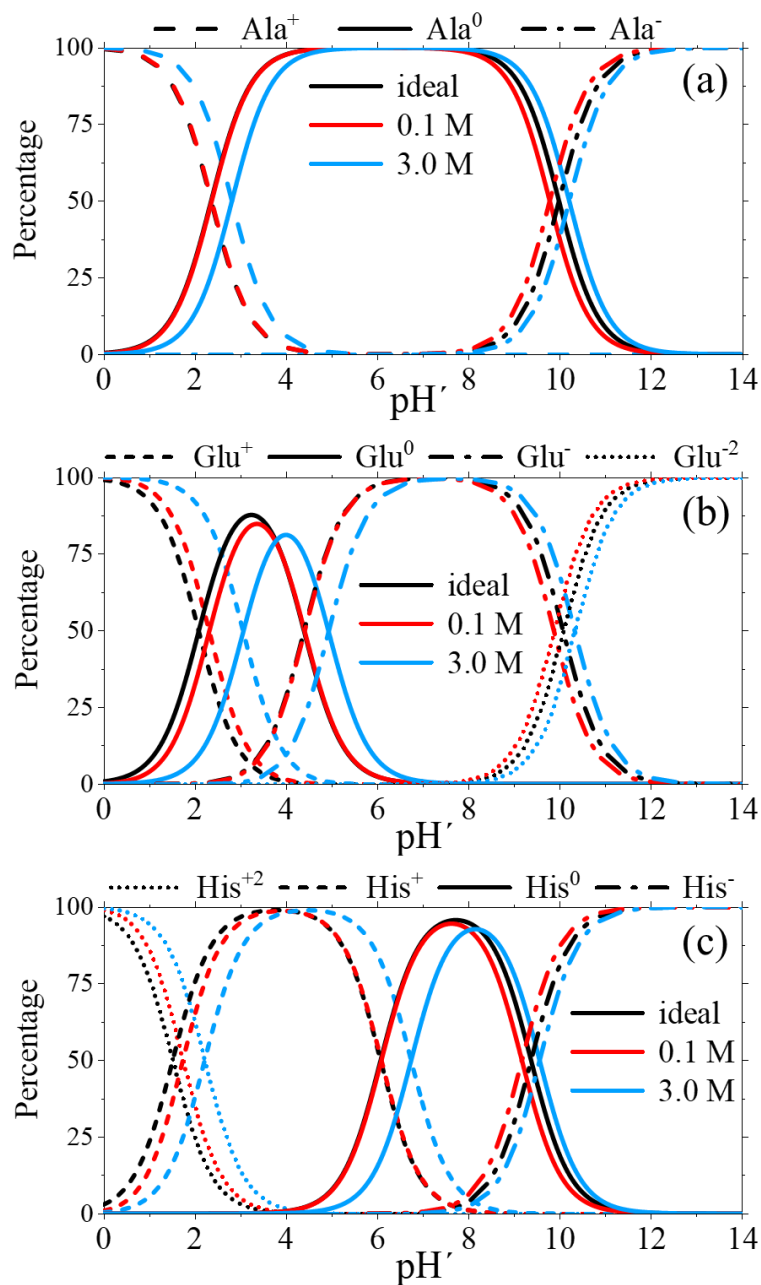 Ala⁺ Ala⁰ Ala⁻
100
75
50
25
0
Percentage
(a)
ideal
0.1 M
3.0 M
0 2 4 6 8 10 12 14
pH´
Glu⁺ Glu⁰ Glu⁻ Glu⁻²
100
75
50
25
0
Percentage
(b)
ideal
0.1 M
3.0 M
0 2 4 6 8 10 12 14
pH´
His⁺² His⁺ His⁰ His⁻
100
75
50
25
0
Percentage
(c)
ideal
0.1 M
3.0 M
0 2 4 6 8 10 12 14
pH´